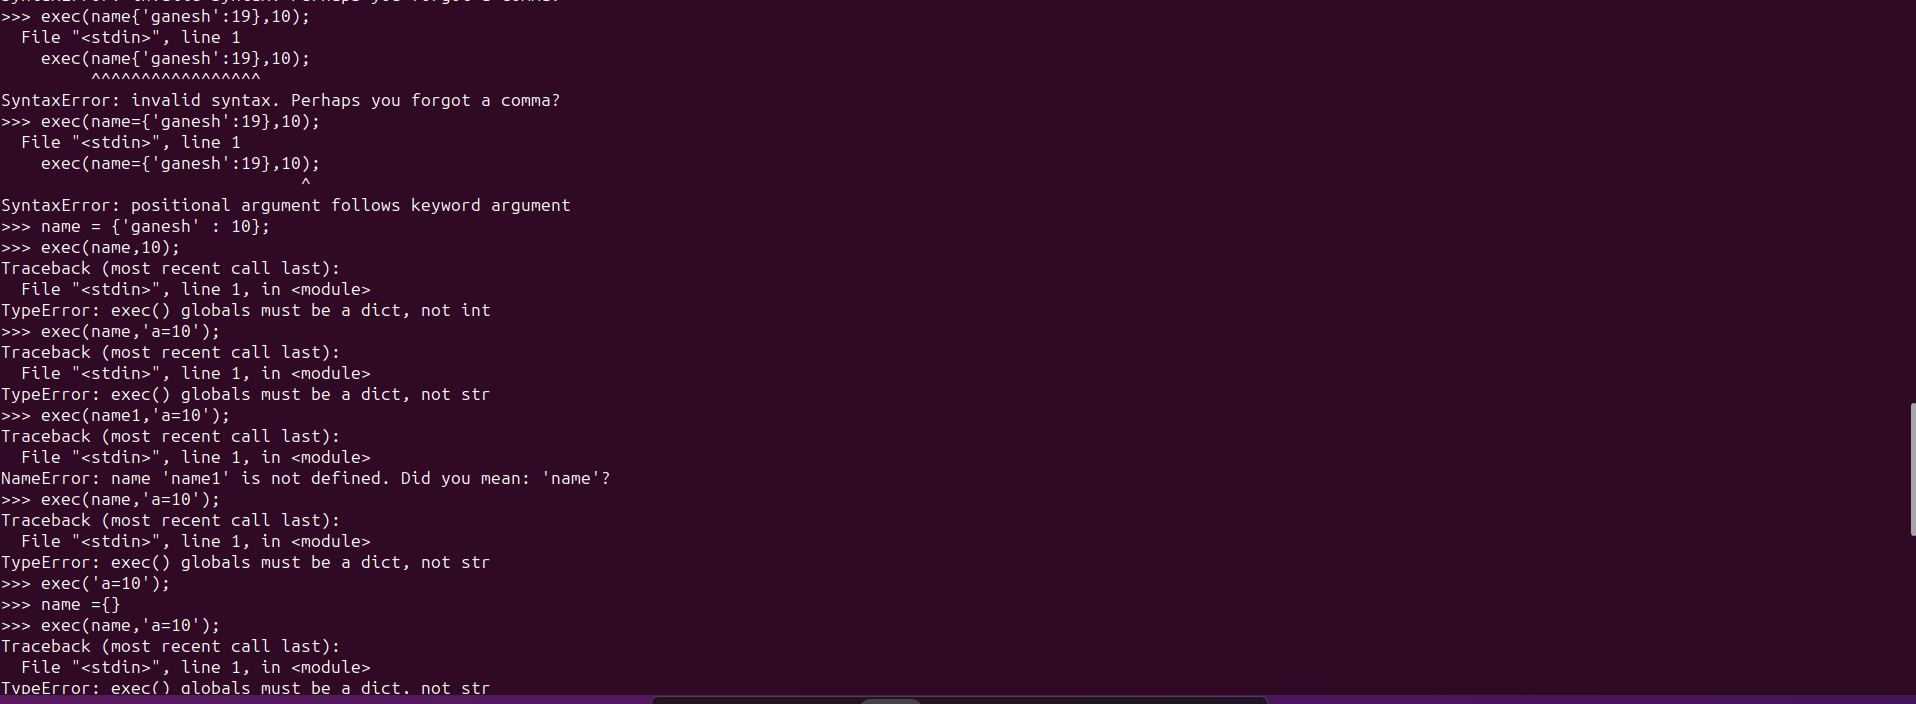 SyntaxError: invalid syntax. Perhaps you forgot a comma?
>>> exec(name{'ganesh':19},10);
  File "<stdin>", line 1
    exec(name{'ganesh':19},10);
         ^^^^^^^^^^^^^^^^^
SyntaxError: invalid syntax. Perhaps you forgot a comma?
>>> exec(name={'ganesh':19},10);
  File "<stdin>", line 1
    exec(name={'ganesh':19},10);
                              ^
SyntaxError: positional argument follows keyword argument
>>> name = {'ganesh' : 10};
>>> exec(name,10);
Traceback (most recent call last):
  File "<stdin>", line 1, in <module>
TypeError: exec() globals must be a dict, not int
>>> exec(name,'a=10');
Traceback (most recent call last):
  File "<stdin>", line 1, in <module>
TypeError: exec() globals must be a dict, not str
>>> exec(name1,'a=10');
Traceback (most recent call last):
  File "<stdin>", line 1, in <module>
NameError: name 'name1' is not defined. Did you mean: 'name'?
>>> exec(name,'a=10');
Traceback (most recent call last):
  File "<stdin>", line 1, in <module>
TypeError: exec() globals must be a dict, not str
>>> exec('a=10');
>>> name ={}
>>> exec(name,'a=10');
Traceback (most recent call last):
  File "<stdin>", line 1, in <module>
TypeError: exec() globals must be a dict, not str